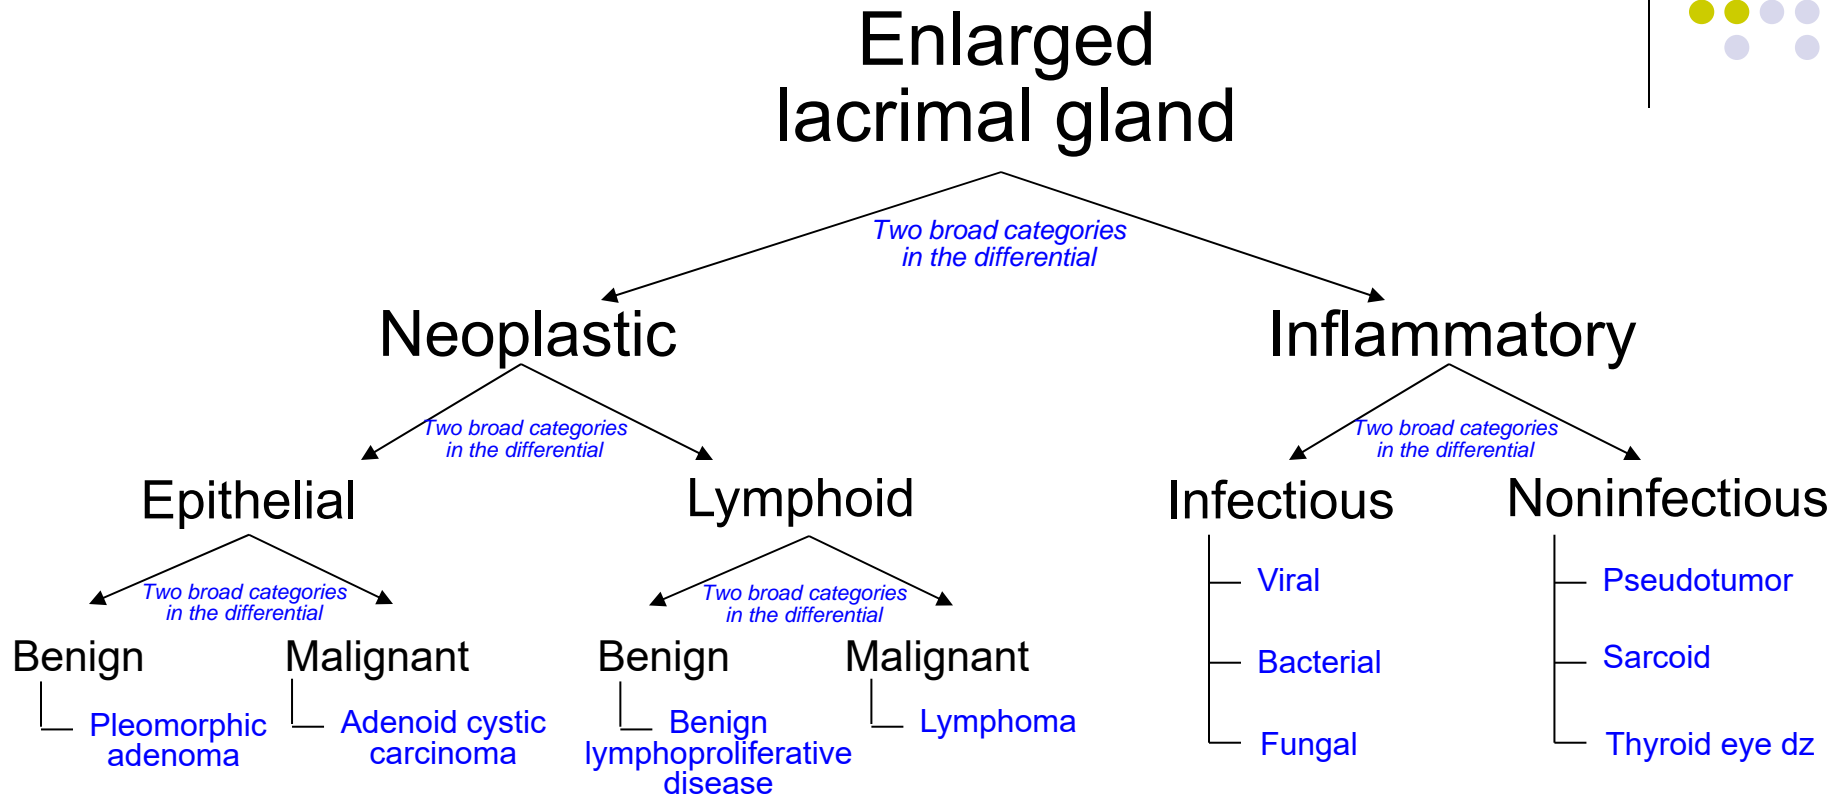 Enlarged
lacrimal gland
Two broad categories
in the differential
Neoplastic
Inflammatory
Two broad categories
in the differential
Two broad categories
in the differential
Epithelial
Lymphoid
Infectious
Noninfectious
Two broad categories
in the differential
Two broad categories
in the differential
Viral
Pseudotumor
Benign
Malignant
Benign
Malignant
Bacterial
Sarcoid
Pleomorphic
adenoma
Adenoid cystic
carcinoma
Benign
lymphoproliferative
disease
Lymphoma
Fungal
Thyroid eye dz